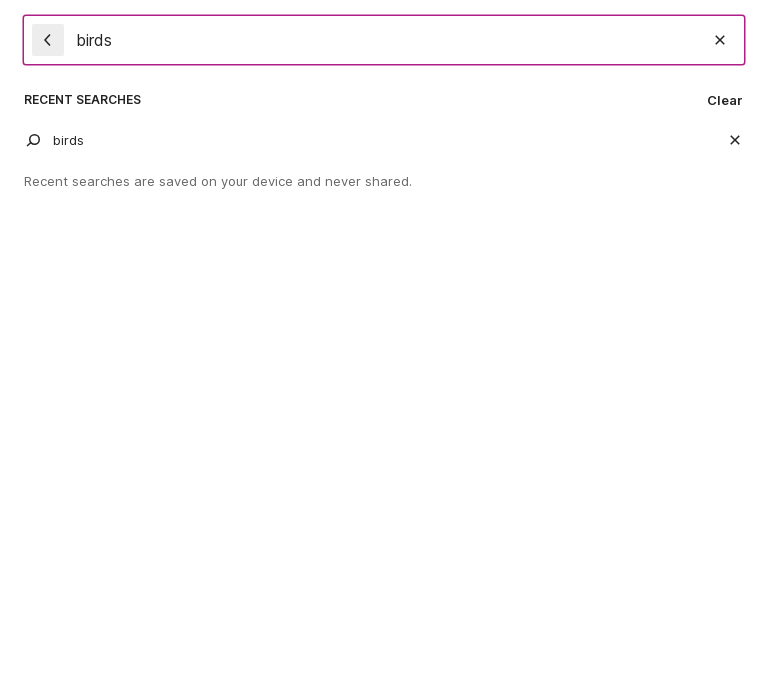 birds
RECENT SEARCHES
Clear
birds
Recent searches are saved on your device and never shared.